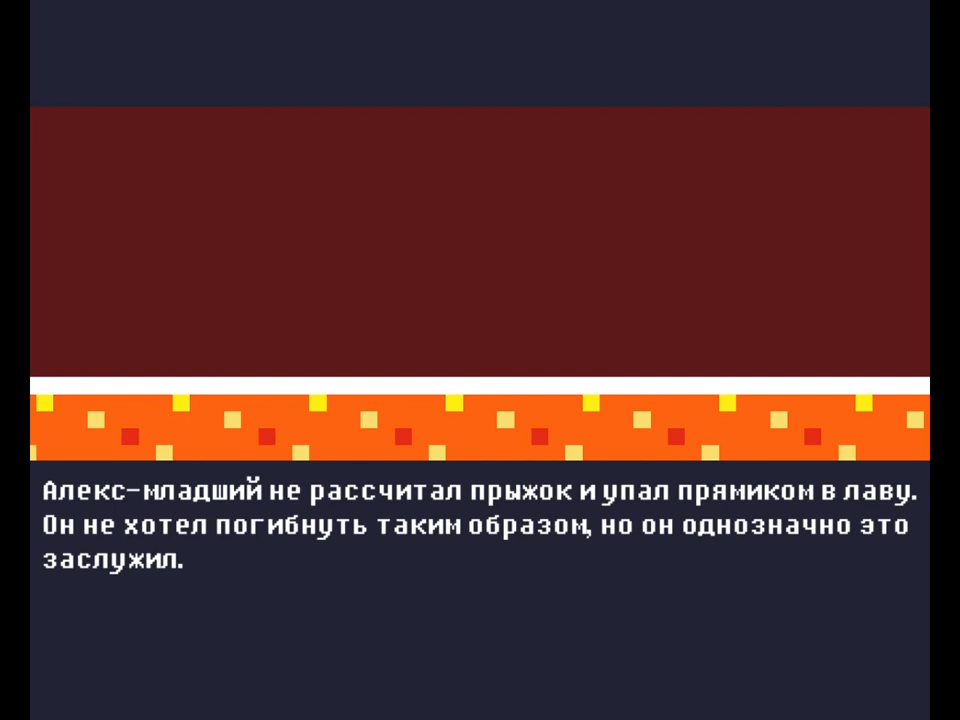 Алекс-младший не рассчитал прыжок и упал прямиком в лаву.
Он не хотел погибнуть таким образом, но он однозначно это
заслужил.